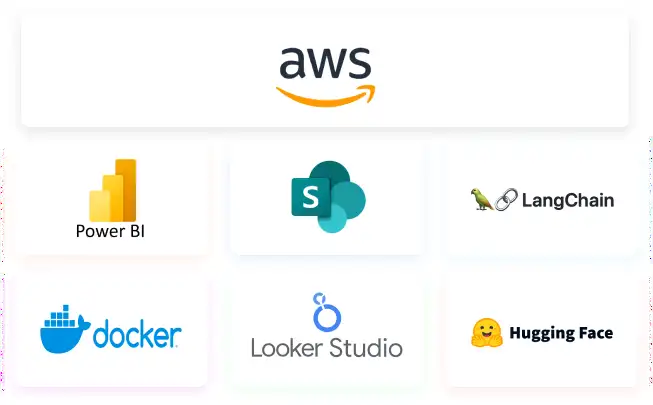 aws
Power BI
S
LangChain
docker
Looker Studio
Hugging Face